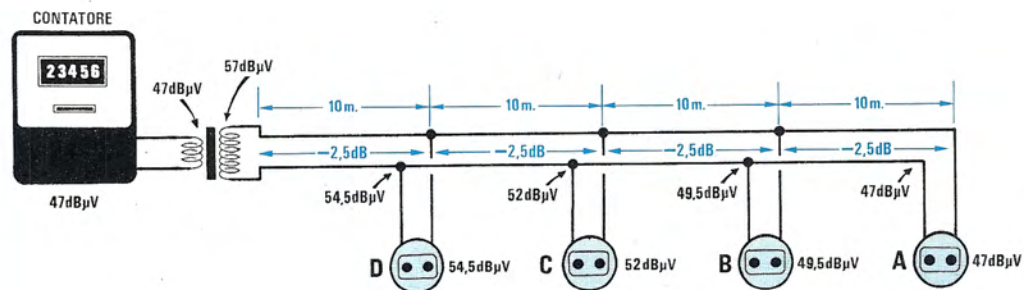 CONTATORE
23456
47dBµV
47dBµV
57dBµV
10 m. 10 m. 10 m. 10 m.
−2,5dB −2,5dB −2,5dB −2,5dB
54,5dBµV 52dBµV 49,5dBµV 47dBµV
D 54,5dBµV C 52dBµV B 49,5dBµV A 47dBµV